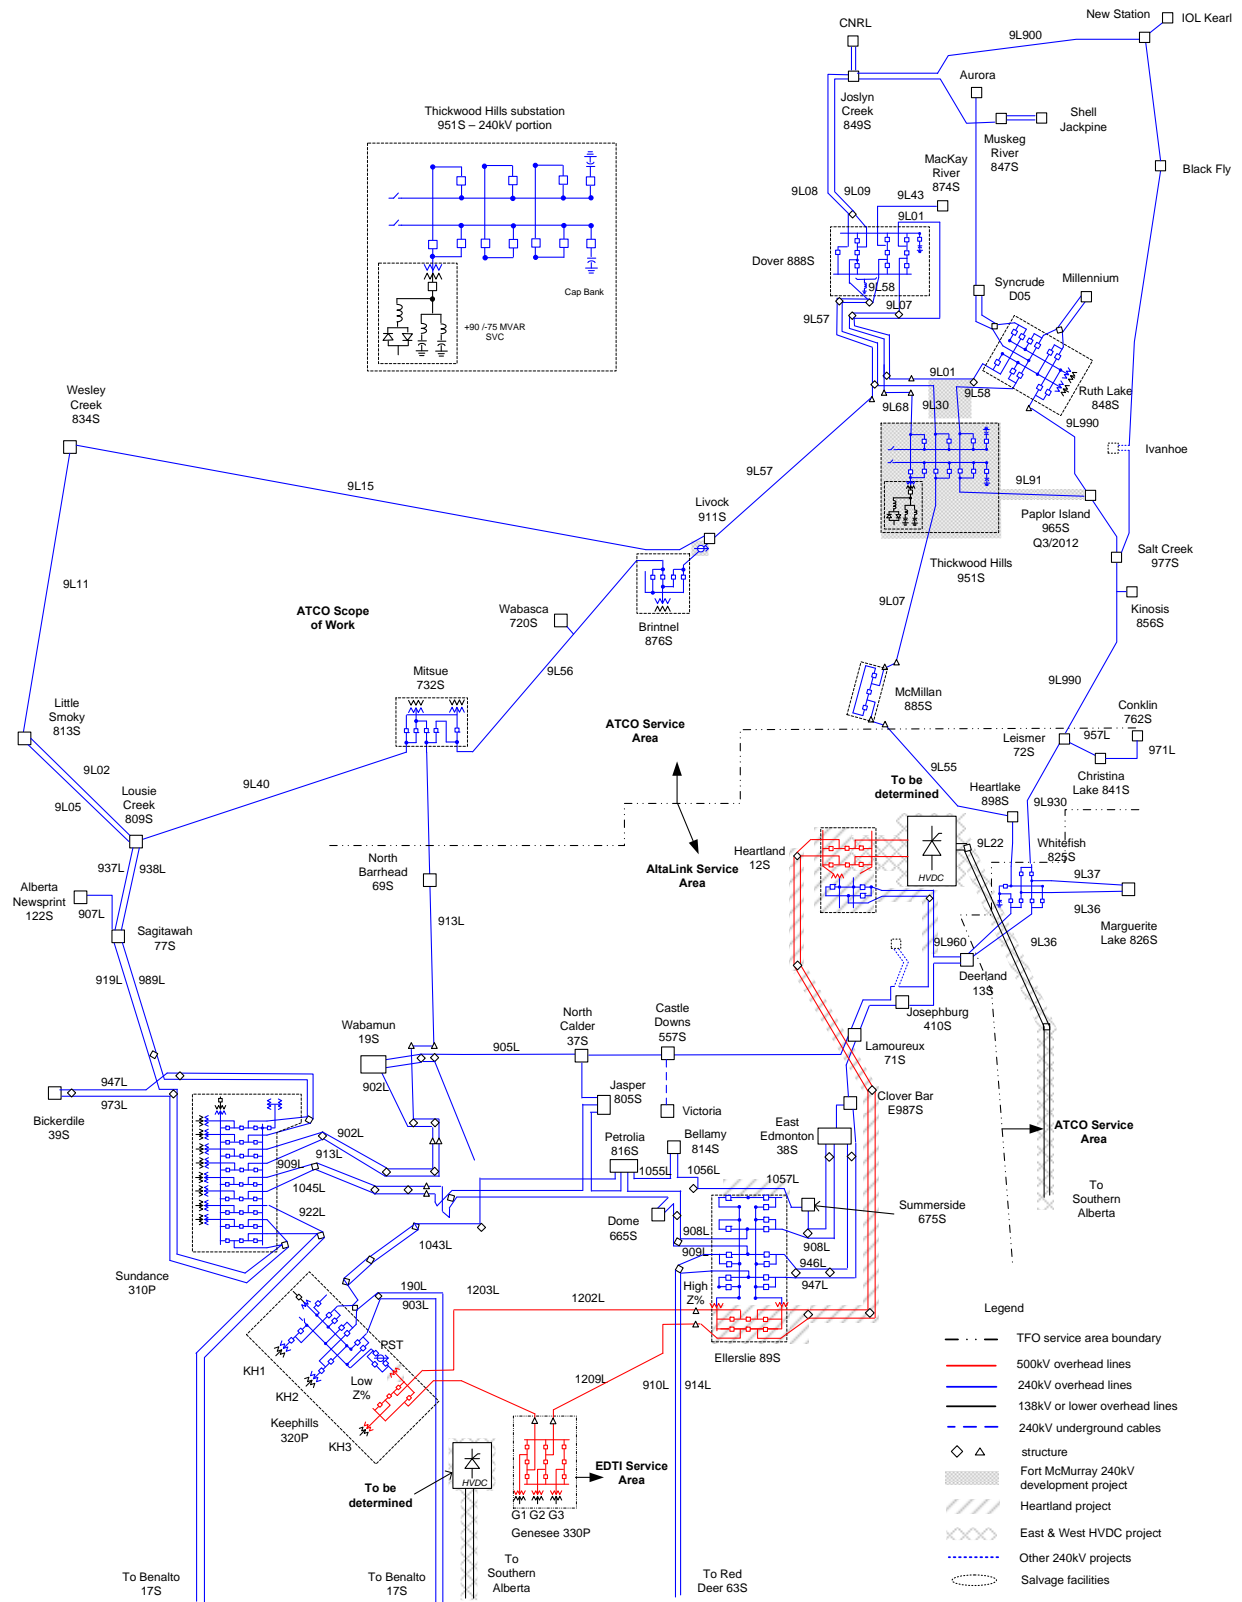 New Station
IOL Kearl
CNRL
9L900
Aurora
Joslyn
Creek
849S
Shell
Jackpine
Muskeg
River
847S
Thickwood Hills substation
951S – 240kV portion
MacKay
River
874S
Black Fly
9L08
9L09
9L43
9L01
Dover 888S
9L58
9L07
9L57
Syncrude
D05
Millennium
Cap Bank
+90 /-75 MVAR
SVC
9L01
9L58
Ruth Lake
848S
9L68
9L30
9L990
Wesley
Creek
834S
Ivanhoe
9L15
9L57
Livock
911S
9L91
Paplor Island
965S
Q3/2012
Salt Creek
977S
Thickwood Hills
951S
9L11
ATCO Scope
of Work
Wabasca
720S
Brintnel
876S
9L07
Kinosis
856S
9L56
Mitsue
732S
McMillan
885S
9L990
Conklin
762S
Little
Smoky
813S
ATCO Service
Area
Leismer
72S
957L
971L
9L02
9L05
9L40
Lousie
Creek
809S
To be
determined
9L55
Heartlake
898S
Christina
Lake 841S
9L930
937L
938L
North
Barrhead
69S
AltaLink Service
Area
Heartland
12S
HVDC
9L22
Whitefish
825S
9L37
9L36
Marguerite
Lake 826S
Alberta
Newsprint
122S
907L
Sagitawah
77S
913L
9L960
9L36
Deerland
13S
919L
989L
Wabamun
19S
North
Calder
37S
Castle
Downs
557S
Josephburg
410S
905L
Lamoureux
71S
947L
973L
902L
Jasper
805S
Victoria
Clover Bar
E987S
Bickerdile
39S
East
Edmonton
38S
ATCO Service
Area
902L
913L
909L
1045L
922L
Petrolia
816S
Bellamy
814S
1055L
1056L
1057L
To
Southern
Alberta
Summerside
675S
Dome
665S
908L
908L
909L
946L
947L
1043L
Sundance
310P
190L
903L
1203L
1202L
High
Z%
Legend
TFO service area boundary
500kV overhead lines
240kV overhead lines
138kV or lower overhead lines
240kV underground cables
structure
Fort McMurray 240kV
development project
Heartland project
East & West HVDC project
Other 240kV projects
Salvage facilities
KH1
KH2
KH3
PST
Low
Z%
Keephills
320P
Ellerslie 89S
1209L
910L
914L
HVDC
To be
determined
EDTI Service
Area
G1 G2 G3
Genesee 330P
To
Southern
Alberta
To Benalto
17S
To Benalto
17S
To Red
Deer 63S